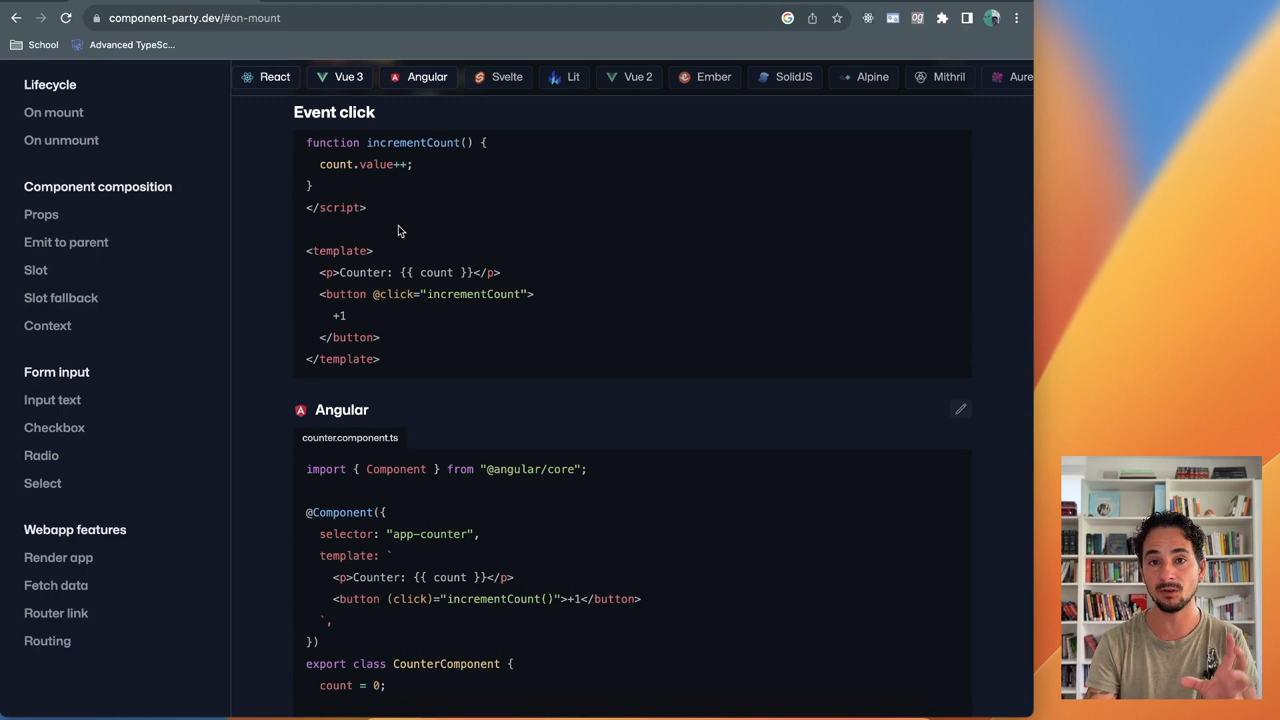 component-party.dev/#on-mount
School
Advanced TypeSc...
React
Vue 3
Angular
Svelte
Lit
Vue 2
Ember
SolidJS
Alpine
Mithril
Aure
Lifecycle
On mount
On unmount
Component composition
Props
Emit to parent
Slot
Slot fallback
Context
Form input
Input text
Checkbox
Radio
Select
Webapp features
Render app
Fetch data
Router link
Routing
Event click
function incrementCount() {
  count.value++;
}
</script>
<template>
  <p>Counter: {{ count }}</p>
  <button @click="incrementCount">
    +1
  </button>
</template>
Angular
counter.component.ts
import { Component } from "@angular/core";
@Component({
  selector: "app-counter",
  template: `
    <p>Counter: {{ count }}</p>
    <button (click)="incrementCount()">+1</button>
  `,
})
export class CounterComponent {
  count = 0;